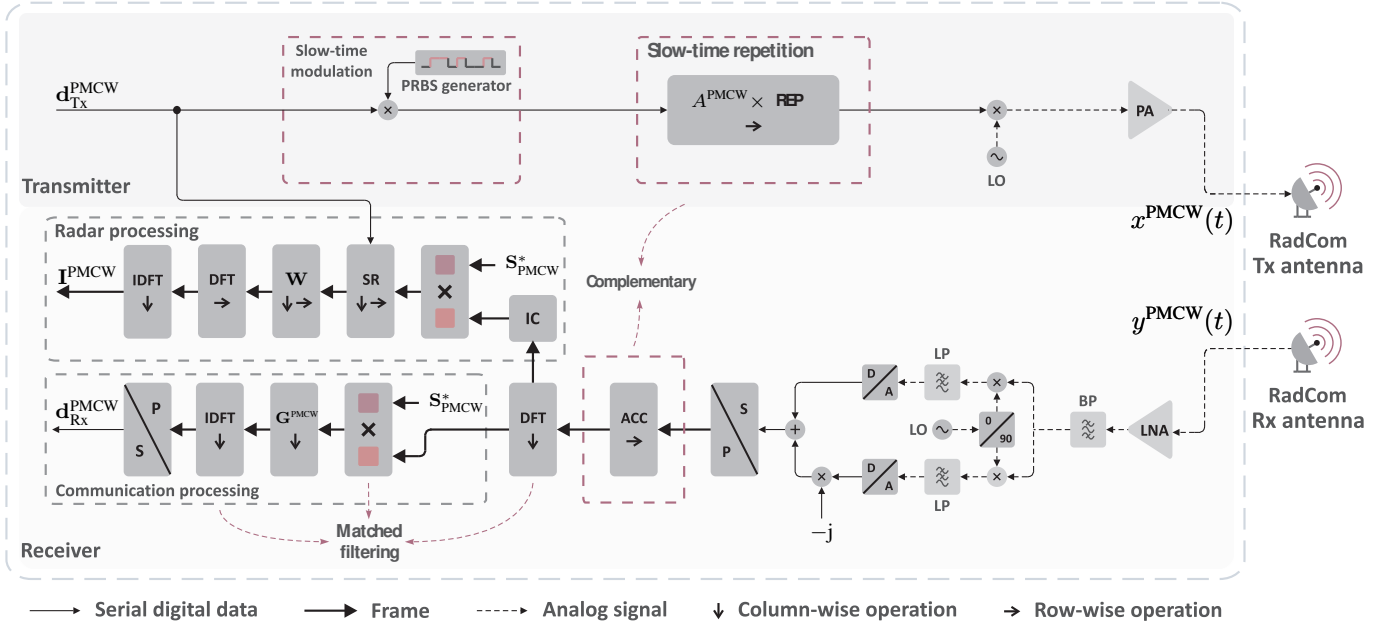 d_Tx^PMCW
Slow-time
modulation
PRBS generator
×
Slow-time repetition
A^PMCW × REP
→
×
LO
PA
Transmitter
x^PMCW(t)
RadCom
Tx antenna
Radar processing
I^PMCW
IDFT
↓
DFT
→
W
↓→
SR
↓→
×
S*_PMCW
IC
Complementary
y^PMCW(t)
RadCom
Rx antenna
d_Rx^PMCW
P
S
IDFT
↓
G^PMCW
↓
×
S*_PMCW
DFT
↓
ACC
→
S
P
+
D
A
LP
×
LO
0
90
BP
LNA
×
D
A
LP
×
−j
Communication processing
Matched
filtering
Receiver
Serial digital data
Frame
Analog signal
↓ Column-wise operation
→ Row-wise operation